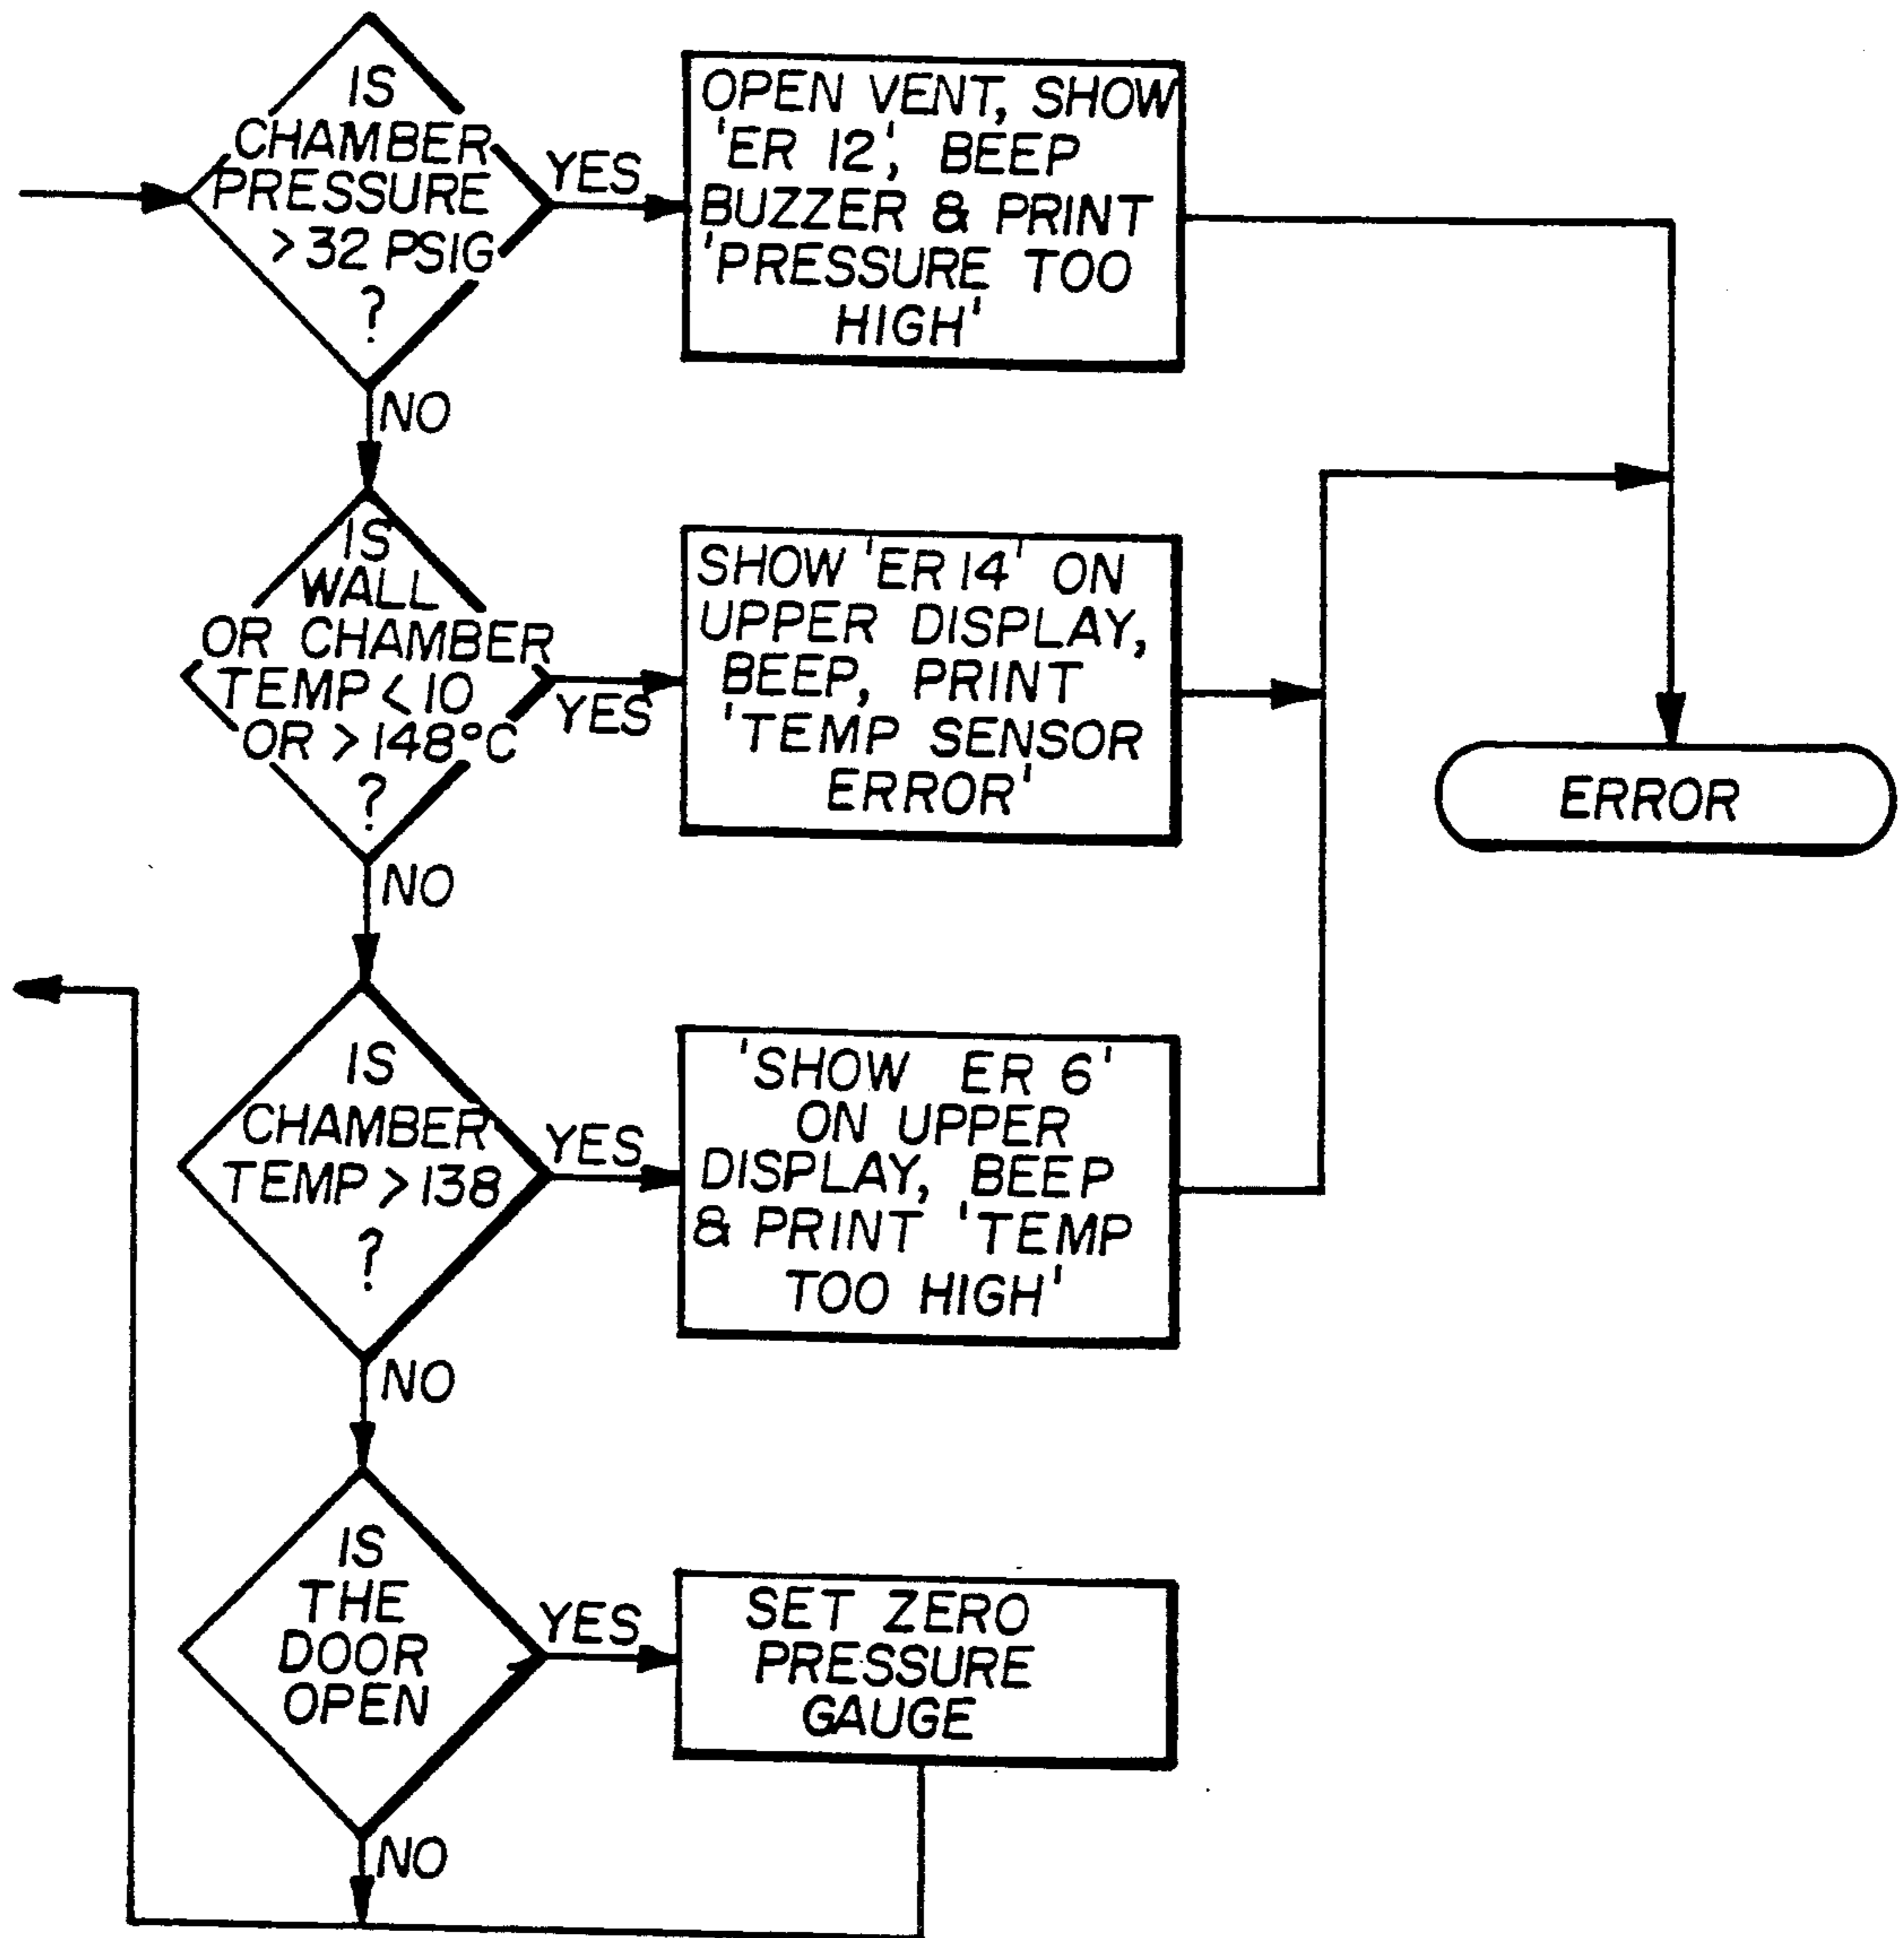 IS
CHAMBER
PRESSURE
>32 PSIG
?
YES
OPEN VENT, SHOW
'ER 12', BEEP
BUZZER & PRINT
'PRESSURE TOO
HIGH'
NO
IS
WALL
OR CHAMBER
TEMP < 10
OR > 148°C
?
YES
SHOW 'ER 14' ON
UPPER DISPLAY,
BEEP, PRINT
'TEMP SENSOR
ERROR'
ERROR
NO
IS
CHAMBER
TEMP > 138
?
YES
'SHOW ER 6'
ON UPPER
DISPLAY, BEEP
& PRINT 'TEMP
TOO HIGH'
NO
IS
THE
DOOR
OPEN
YES
SET ZERO
PRESSURE
GAUGE
NO